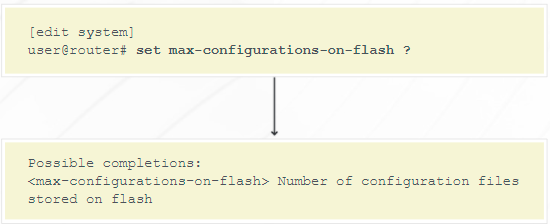 [edit system]
user@router# set max-configurations-on-flash ?
Possible completions:
<max-configurations-on-flash> Number of configuration files
stored on flash